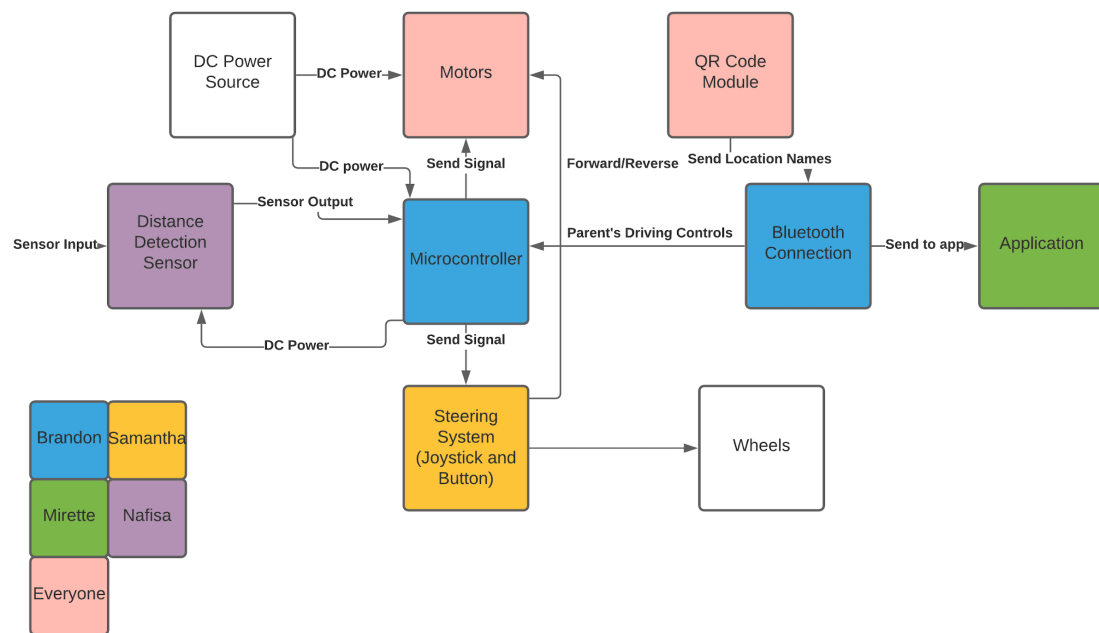 DC Power
Source
DC Power
Motors
QR Code
Module
DC power
Send Signal
Forward/Reverse
Send Location Names
Distance
Detection
Sensor
Sensor Output
Sensor Input
Microcontroller
Parent's Driving Controls
Bluetooth
Connection
Send to app
Application
DC Power
Send Signal
Steering
System
(Joystick and
Button)
Wheels
Brandon
Samantha
Mirette
Nafisa
Everyone